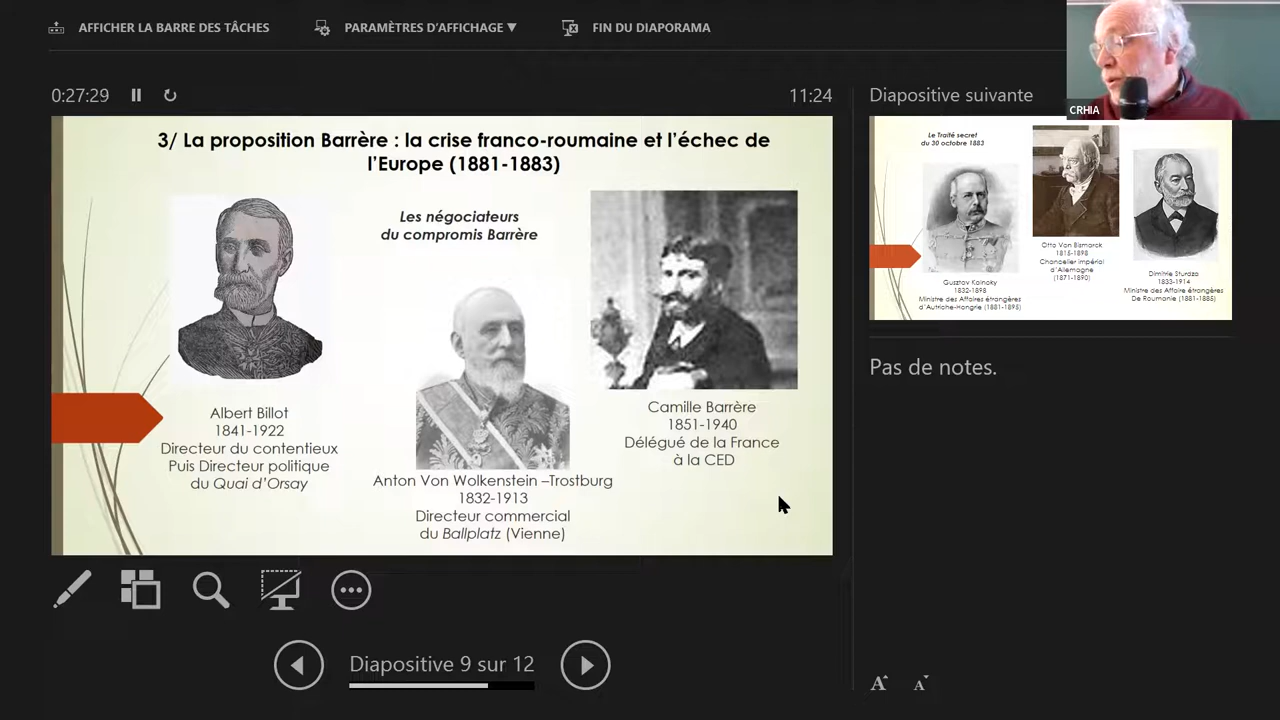 AFFICHER LA BARRE DES TÂCHES
PARAMÈTRES D'AFFICHAGE ▼
FIN DU DIAPORAMA
0:27:29
11:24
3/ La proposition Barrère : la crise franco-roumaine et l'échec de
l'Europe (1881-1883)
Les négociateurs
du compromis Barrère
Albert Billot
1841-1922
Directeur du contentieux
Puis Directeur politique
du Quai d'Orsay
Anton Von Wolkenstein –Trostburg
1832-1913
Directeur commercial
du Ballplatz (Vienne)
Camille Barrère
1851-1940
Délégué de la France
à la CED
Diapositive 9 sur 12
CRHIA
Diapositive suivante
Le Traité secret
du 30 octobre 1883
Gusztav Kalnoky
1832-1898
Ministre des Affaires étrangères
d'Autriche-Hongrie (1881-1895)
Otto Von Bismarck
1815-1898
Chancelier impérial
d'Allemagne
(1871-1890)
Dimitrie Sturdza
1833-1914
Ministre des Affaire étrangères
De Roumanie (1881-1885)
Pas de notes.
A A